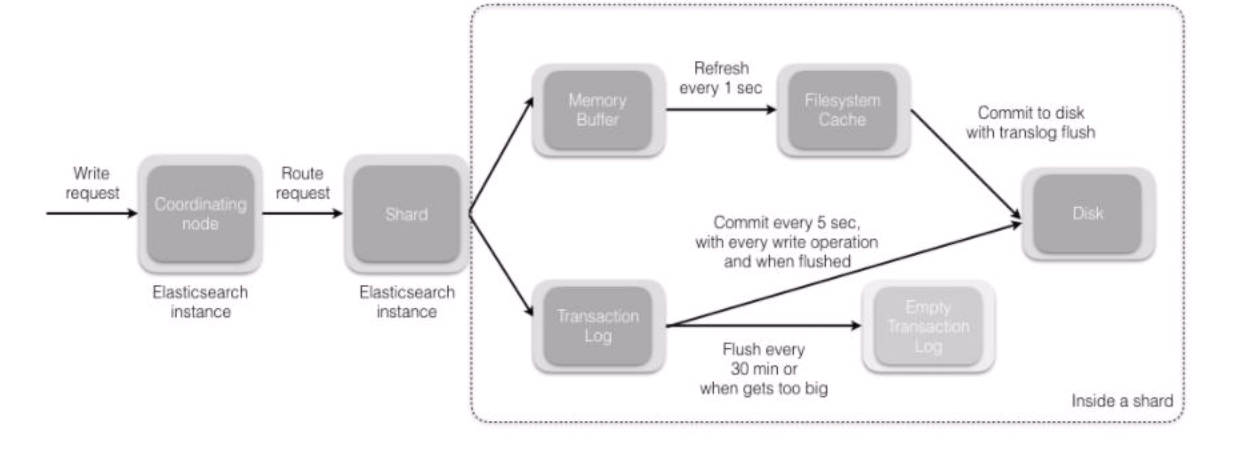 Write
request
Coordinating
node
Elasticsearch
instance
Route
request
Shard
Elasticsearch
instance
Memory
Buffer
Refresh
every 1 sec
Filesystem
Cache
Commit to disk
with translog flush
Disk
Commit every 5 sec,
with every write operation
and when flushed
Transaction
Log
Flush every
30 min or
when gets too big
Empty
Transaction
Log
Inside a shard